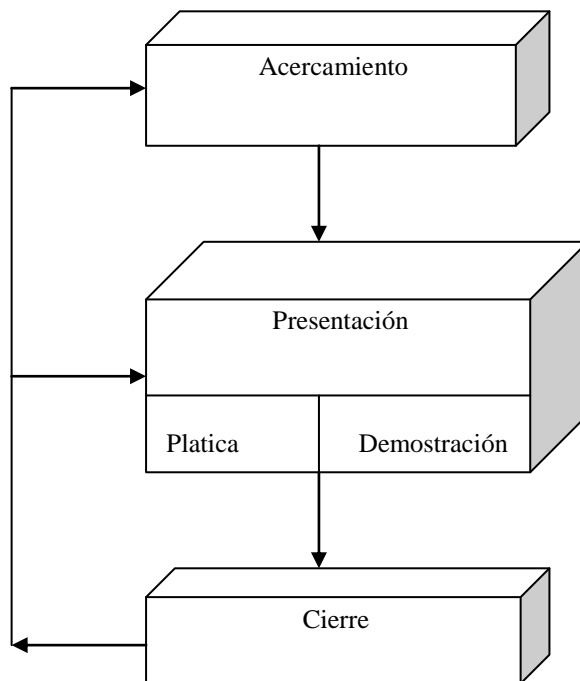 Acercamiento
Presentación
Platica Demostración
Cierre